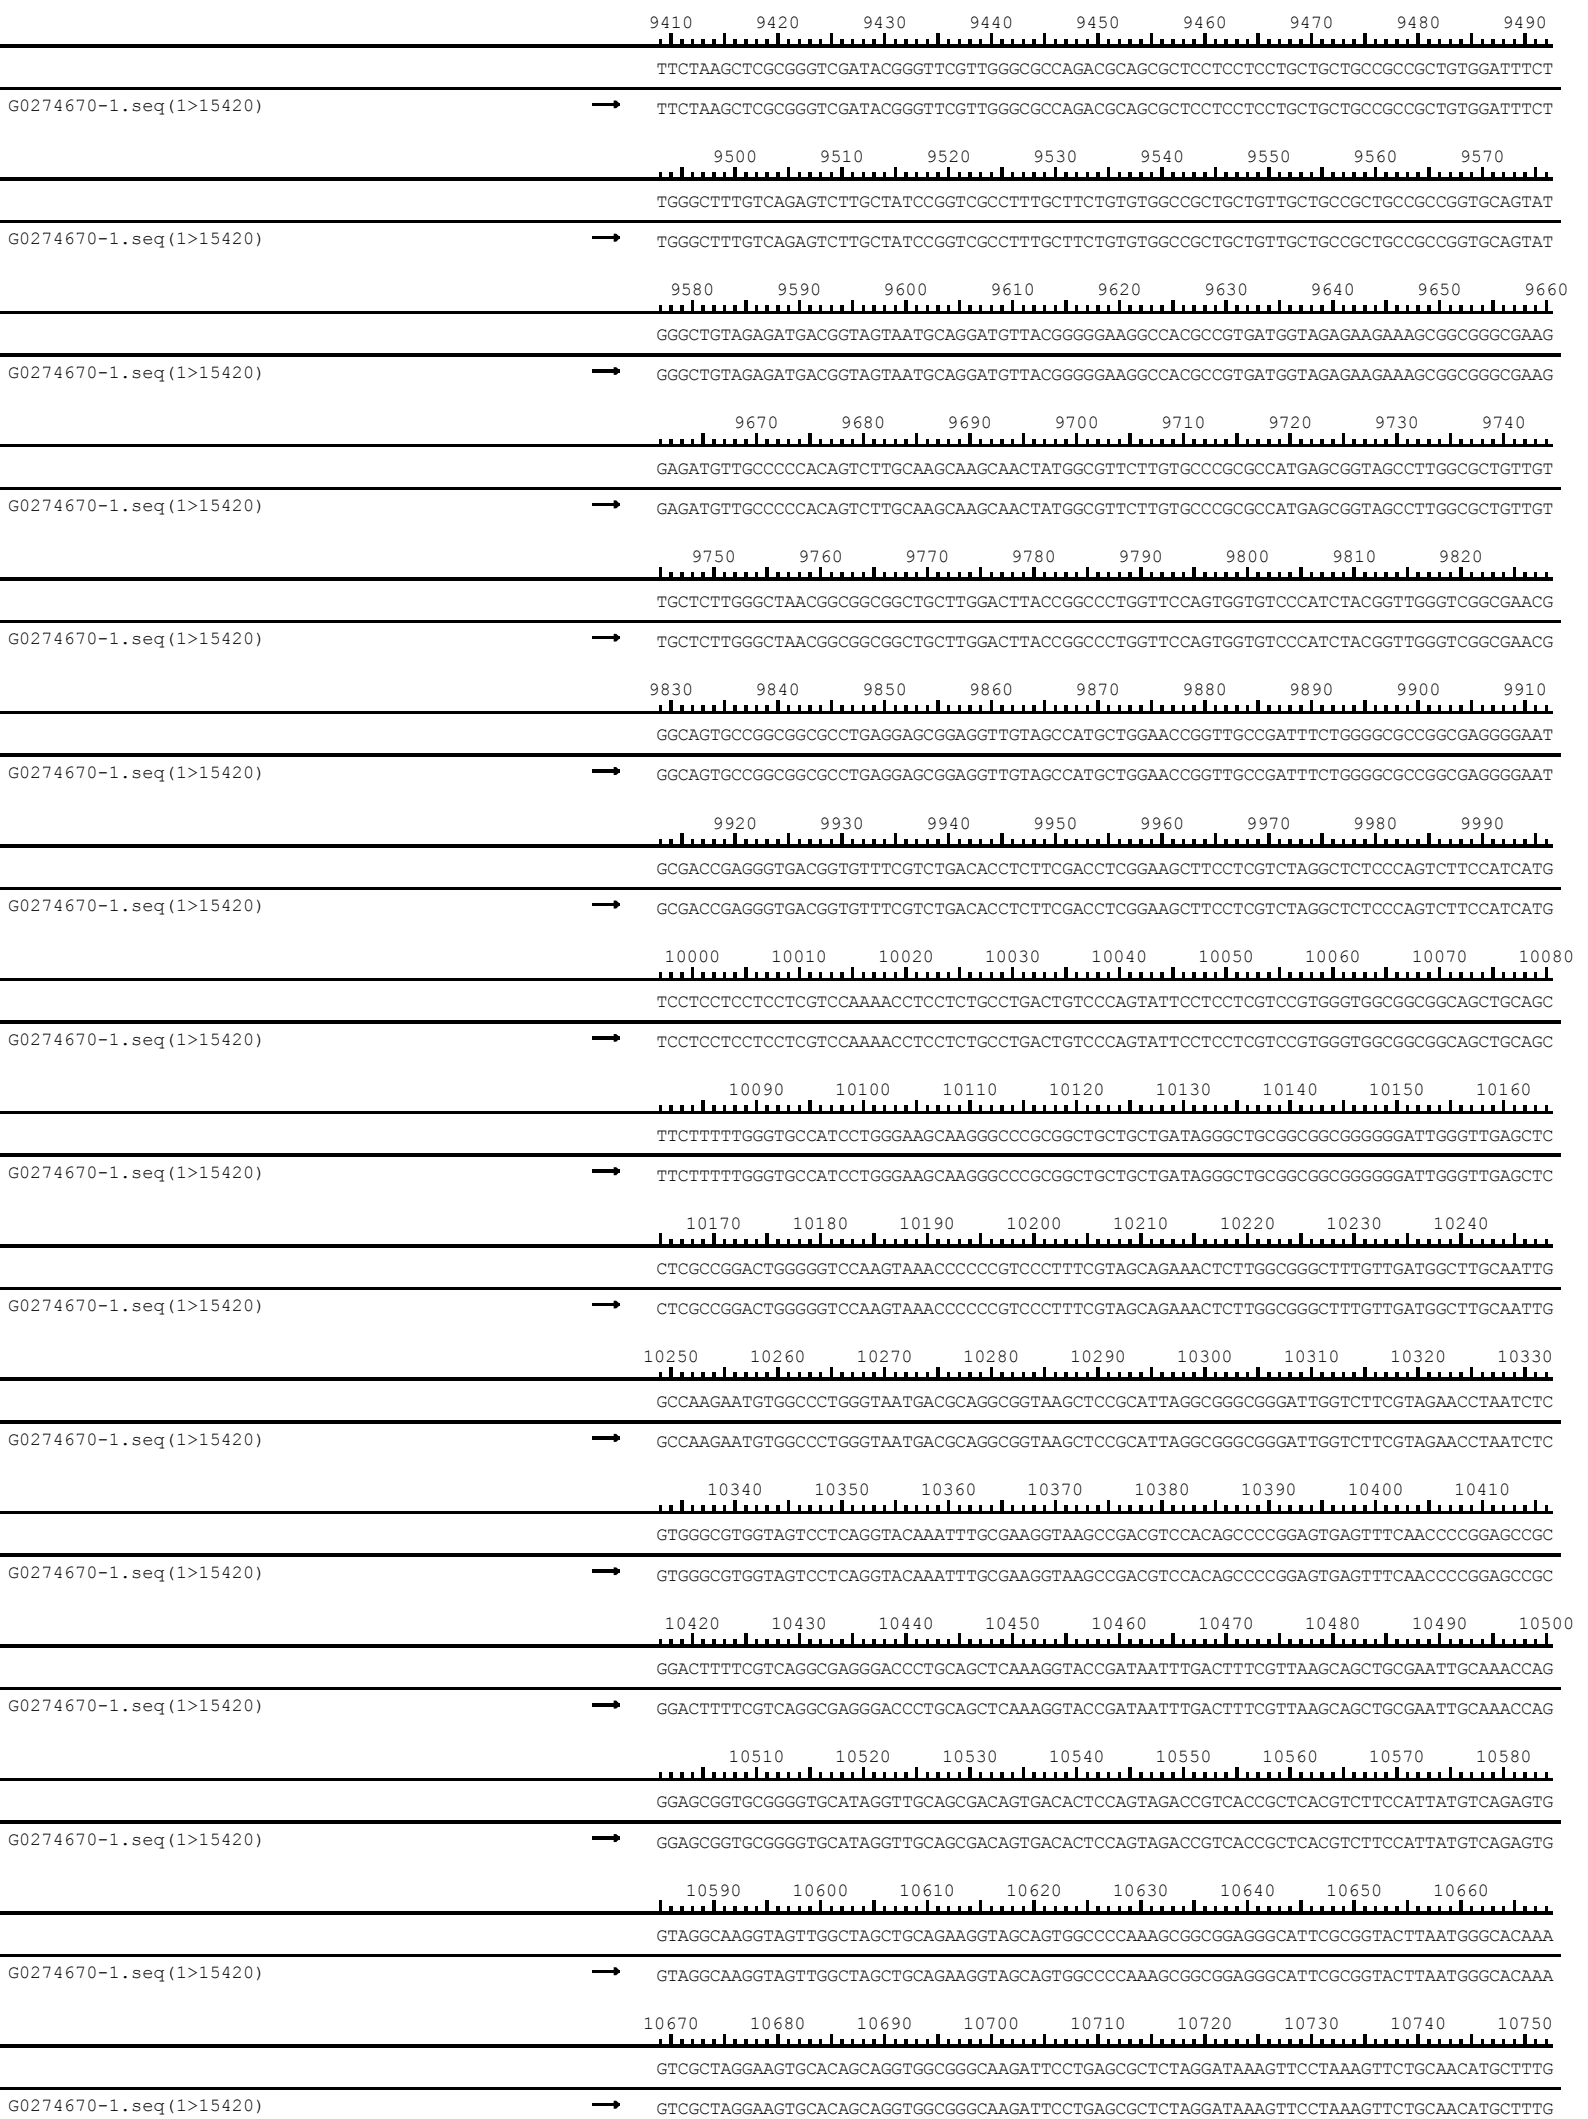 9410 9420 9430 9440 9450 9460 9470 9480 9490
TTCTAAGCTCGCGGGTCGATACGGGTTCGTTGGGCGCCAGACGCAGCGCTCCTCCTCCTGCTGCTGCCGCCGCTGTGGATTTCT
G0274670-1.seq(1>15420) → TTCTAAGCTCGCGGGTCGATACGGGTTCGTTGGGCGCCAGACGCAGCGCTCCTCCTCCTGCTGCTGCCGCCGCTGTGGATTTCT
9500 9510 9520 9530 9540 9550 9560 9570
TGGGCTTTGTCAGAGTCTTGCTATCCGGTCGCCTTTGCTTCTGTGTGGCCGCTGCTGTTGCTGCCGCTGCCGCCGGTGCAGTAT
G0274670-1.seq(1>15420) → TGGGCTTTGTCAGAGTCTTGCTATCCGGTCGCCTTTGCTTCTGTGTGGCCGCTGCTGTTGCTGCCGCTGCCGCCGGTGCAGTAT
9580 9590 9600 9610 9620 9630 9640 9650 9660
GGGCTGTAGAGATGACGGTAGTAATGCAGGATGTTACGGGGGAAGGCCACGCCGTGATGGTAGAGAAGAAAGCGGCGGGCGAAG
G0274670-1.seq(1>15420) → GGGCTGTAGAGATGACGGTAGTAATGCAGGATGTTACGGGGGAAGGCCACGCCGTGATGGTAGAGAAGAAAGCGGCGGGCGAAG
9670 9680 9690 9700 9710 9720 9730 9740
GAGATGTTGCCCCCACAGTCTTGCAAGCAAGCAACTATGGCGTTCTTGTGCCCGCGCCATGAGCGGTAGCCTTGGCGCTGTTGT
G0274670-1.seq(1>15420) → GAGATGTTGCCCCCACAGTCTTGCAAGCAAGCAACTATGGCGTTCTTGTGCCCGCGCCATGAGCGGTAGCCTTGGCGCTGTTGT
9750 9760 9770 9780 9790 9800 9810 9820
TGCTCTTGGGCTAACGGCGGCGGCTGCTTGGACTTACCGGCCCTGGTTCCAGTGGTGTCCCATCTACGGTTGGGTCGGCGAACG
G0274670-1.seq(1>15420) → TGCTCTTGGGCTAACGGCGGCGGCTGCTTGGACTTACCGGCCCTGGTTCCAGTGGTGTCCCATCTACGGTTGGGTCGGCGAACG
9830 9840 9850 9860 9870 9880 9890 9900 9910
GGCAGTGCCGGCGGCGCCTGAGGAGCGGAGGTTGTAGCCATGCTGGAACCGGTTGCCGATTTCTGGGGCGCCGGCGAGGGGAAT
G0274670-1.seq(1>15420) → GGCAGTGCCGGCGGCGCCTGAGGAGCGGAGGTTGTAGCCATGCTGGAACCGGTTGCCGATTTCTGGGGCGCCGGCGAGGGGAAT
9920 9930 9940 9950 9960 9970 9980 9990
GCGACCGAGGGTGACGGTGTTTCGTCTGACACCTCTTCGACCTCGGAAGCTTCCTCGTCTAGGCTCTCCCAGTCTTCCATCATG
G0274670-1.seq(1>15420) → GCGACCGAGGGTGACGGTGTTTCGTCTGACACCTCTTCGACCTCGGAAGCTTCCTCGTCTAGGCTCTCCCAGTCTTCCATCATG
10000 10010 10020 10030 10040 10050 10060 10070 10080
TCCTCCTCCTCCTCGTCCAAAACCTCCTCTGCCTGACTGTCCCAGTATTCCTCCTCGTCCGTGGGTGGCGGCGGCAGCTGCAGC
G0274670-1.seq(1>15420) → TCCTCCTCCTCCTCGTCCAAAACCTCCTCTGCCTGACTGTCCCAGTATTCCTCCTCGTCCGTGGGTGGCGGCGGCAGCTGCAGC
10090 10100 10110 10120 10130 10140 10150 10160
TTCTTTTTGGGTGCCATCCTGGGAAGCAAGGGCCCGCGGCTGCTGCTGATAGGGCTGCGGCGGCGGGGGGATTGGGTTGAGCTC
G0274670-1.seq(1>15420) → TTCTTTTTGGGTGCCATCCTGGGAAGCAAGGGCCCGCGGCTGCTGCTGATAGGGCTGCGGCGGCGGGGGGATTGGGTTGAGCTC
10170 10180 10190 10200 10210 10220 10230 10240
CTCGCCGGACTGGGGGTCCAAGTAAACCCCCCGTCCCTTTCGTAGCAGAAACTCTTGGCGGGCTTTGTTGATGGCTTGCAATTG
G0274670-1.seq(1>15420) → CTCGCCGGACTGGGGGTCCAAGTAAACCCCCCGTCCCTTTCGTAGCAGAAACTCTTGGCGGGCTTTGTTGATGGCTTGCAATTG
10250 10260 10270 10280 10290 10300 10310 10320 10330
GCCAAGAATGTGGCCCTGGGTAATGACGCAGGCGGTAAGCTCCGCATTAGGCGGGCGGGATTGGTCTTCGTAGAACCTAATCTC
G0274670-1.seq(1>15420) → GCCAAGAATGTGGCCCTGGGTAATGACGCAGGCGGTAAGCTCCGCATTAGGCGGGCGGGATTGGTCTTCGTAGAACCTAATCTC
10340 10350 10360 10370 10380 10390 10400 10410
GTGGGCGTGGTAGTCCTCAGGTACAAATTTGCGAAGGTAAGCCGACGTCCACAGCCCCGGAGTGAGTTTCAACCCCGGAGCCGC
G0274670-1.seq(1>15420) → GTGGGCGTGGTAGTCCTCAGGTACAAATTTGCGAAGGTAAGCCGACGTCCACAGCCCCGGAGTGAGTTTCAACCCCGGAGCCGC
10420 10430 10440 10450 10460 10470 10480 10490 10500
GGACTTTTCGTCAGGCGAGGGACCCTGCAGCTCAAAGGTACCGATAATTTGACTTTCGTTAAGCAGCTGCGAATTGCAAACCAG
G0274670-1.seq(1>15420) → GGACTTTTCGTCAGGCGAGGGACCCTGCAGCTCAAAGGTACCGATAATTTGACTTTCGTTAAGCAGCTGCGAATTGCAAACCAG
10510 10520 10530 10540 10550 10560 10570 10580
GGAGCGGTGCGGGGTGCATAGGTTGCAGCGACAGTGACACTCCAGTAGACCGTCACCGCTCACGTCTTCCATTATGTCAGAGTG
G0274670-1.seq(1>15420) → GGAGCGGTGCGGGGTGCATAGGTTGCAGCGACAGTGACACTCCAGTAGACCGTCACCGCTCACGTCTTCCATTATGTCAGAGTG
10590 10600 10610 10620 10630 10640 10650 10660
GTAGGCAAGGTAGTTGGCTAGCTGCAGAAGGTAGCAGTGGCCCCAAAGCGGCGGAGGGCATTCGCGGTACTTAATGGGCACAAA
G0274670-1.seq(1>15420) → GTAGGCAAGGTAGTTGGCTAGCTGCAGAAGGTAGCAGTGGCCCCAAAGCGGCGGAGGGCATTCGCGGTACTTAATGGGCACAAA
10670 10680 10690 10700 10710 10720 10730 10740 10750
GTCGCTAGGAAGTGCACAGCAGGTGGCGGGCAAGATTCCTGAGCGCTCTAGGATAAAGTTCCTAAAGTTCTGCAACATGCTTTG
G0274670-1.seq(1>15420) → GTCGCTAGGAAGTGCACAGCAGGTGGCGGGCAAGATTCCTGAGCGCTCTAGGATAAAGTTCCTAAAGTTCTGCAACATGCTTTG